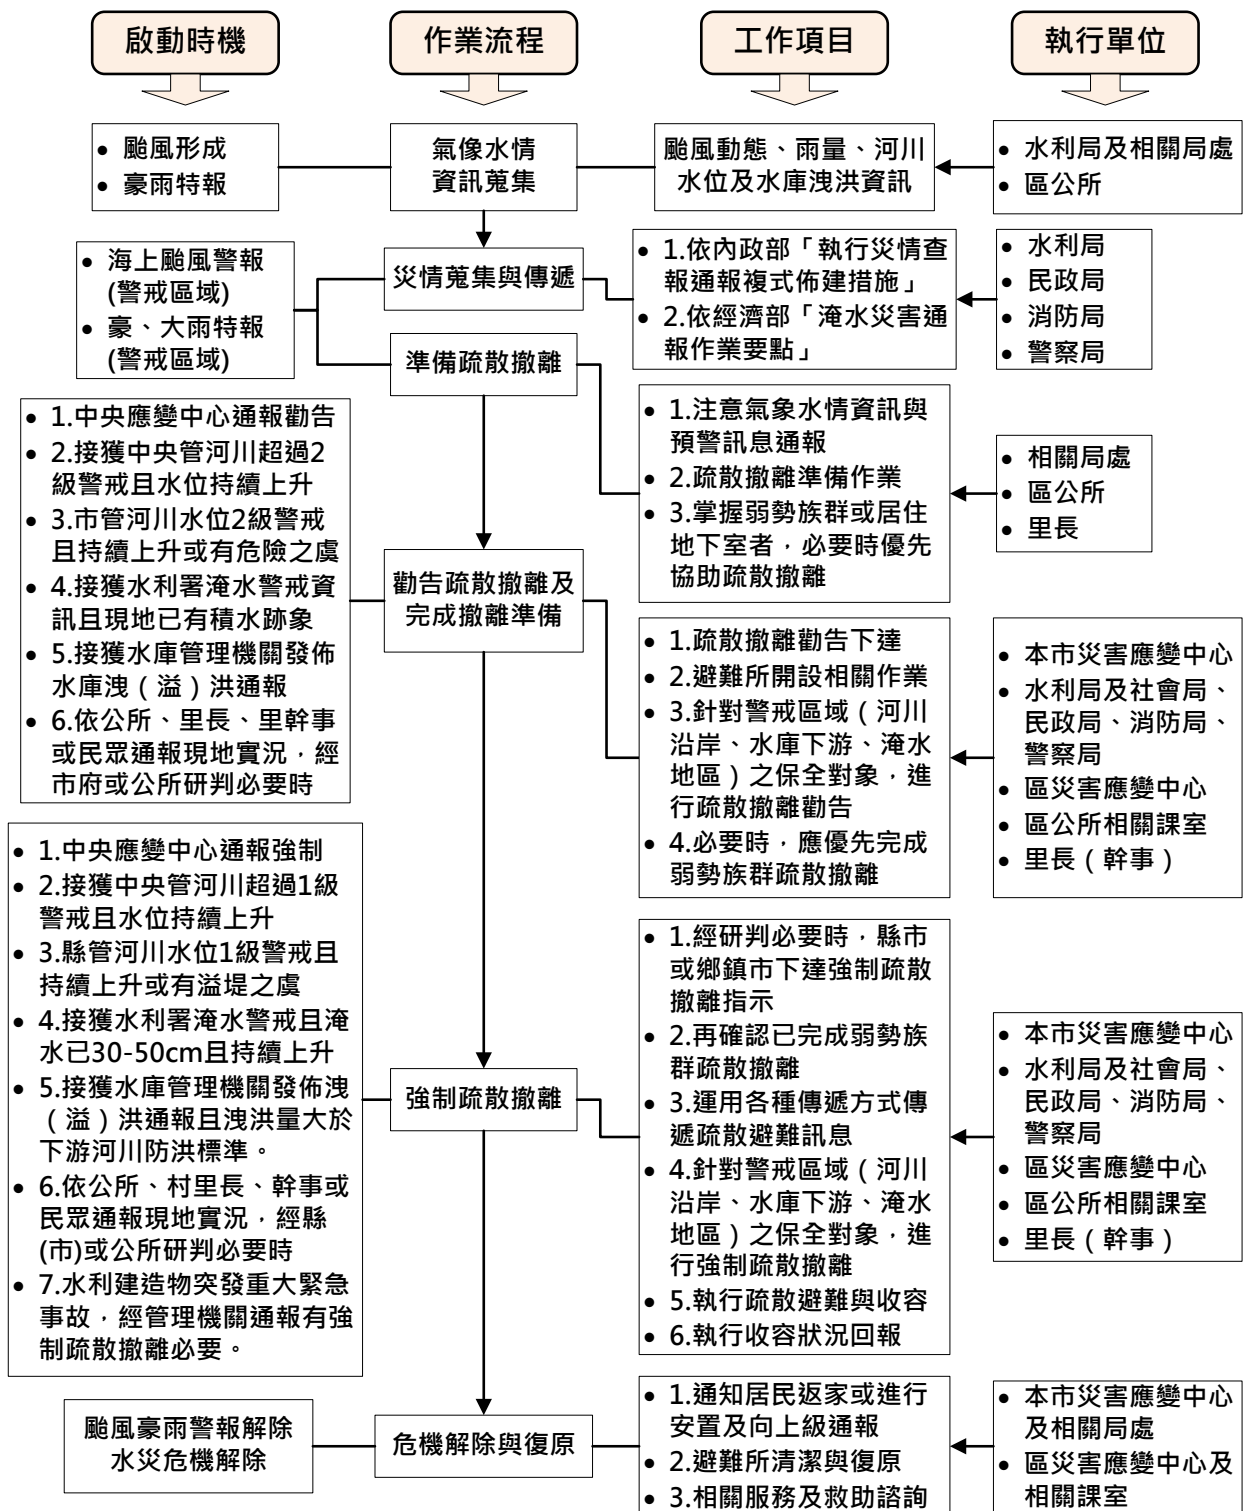 啟動時機
作業流程
工作項目
執行單位
• 颱風形成
• 豪雨特報
氣像水情
資訊蒐集
颱風動態、雨量、河川
水位及水庫洩洪資訊
• 水利局及相關局處
• 區公所
• 海上颱風警報
(警戒區域)
• 豪、大雨特報
(警戒區域)
災情蒐集與傳遞
準備疏散撤離
• 1.依內政部「執行災情查
報通報複式佈建措施」
• 2.依經濟部「淹水災害通
報作業要點」
• 水利局
• 民政局
• 消防局
• 警察局
• 1.注意氣象水情資訊與
預警訊息通報
• 2.疏散撤離準備作業
• 3.掌握弱勢族群或居住
地下室者，必要時優先
協助疏散撤離
• 相關局處
• 區公所
• 里長
• 1.中央應變中心通報勸告
• 2.接獲中央管河川超過2
級警戒且水位持續上升
• 3.市管河川水位2級警戒
且持續上升或有危險之虞
• 4.接獲水利署淹水警戒資
訊且現地已有積水跡象
• 5.接獲水庫管理機關發佈
水庫洩（溢）洪通報
• 6.依公所、里長、里幹事
或民眾通報現地實況，經
市府或公所研判必要時
勸告疏散撤離及
完成撤離準備
• 1.疏散撤離勸告下達
• 2.避難所開設相關作業
• 3.針對警戒區域（河川
沿岸、水庫下游、淹水
地區）之保全對象，進
行疏散撤離勸告
• 4.必要時，應優先完成
弱勢族群疏散撤離
• 本市災害應變中心
• 水利局及社會局、
民政局、消防局、
警察局
• 區災害應變中心
• 區公所相關課室
• 里長（幹事）
• 1.中央應變中心通報強制
• 2.接獲中央管河川超過1級
警戒且水位持續上升
• 3.縣管河川水位1級警戒且
持續上升或有溢堤之虞
• 4.接獲水利署淹水警戒且淹
水已30-50cm且持續上升
• 5.接獲水庫管理機關發佈洩
（溢）洪通報且洩洪量大於
下游河川防洪標準。
• 6.依公所、村里長、幹事或
民眾通報現地實況，經縣
(市)或公所研判必要時
• 7.水利建造物突發重大緊急
事故，經管理機關通報有強
制疏散撤離必要。
強制疏散撤離
• 1.經研判必要時，縣市
或鄉鎮市下達強制疏散
撤離指示
• 2.再確認已完成弱勢族
群疏散撤離
• 3.運用各種傳遞方式傳
遞疏散避難訊息
• 4.針對警戒區域（河川
沿岸、水庫下游、淹水
地區）之保全對象，進
行強制疏散撤離
• 5.執行疏散避難與收容
• 6.執行收容狀況回報
• 本市災害應變中心
• 水利局及社會局、
民政局、消防局、
警察局
• 區災害應變中心
• 區公所相關課室
• 里長（幹事）
颱風豪雨警報解除
水災危機解除
危機解除與復原
• 1.通知居民返家或進行
安置及向上級通報
• 2.避難所清潔與復原
• 3.相關服務及救助諮詢
• 本市災害應變中心
及相關局處
• 區災害應變中心及
相關課室